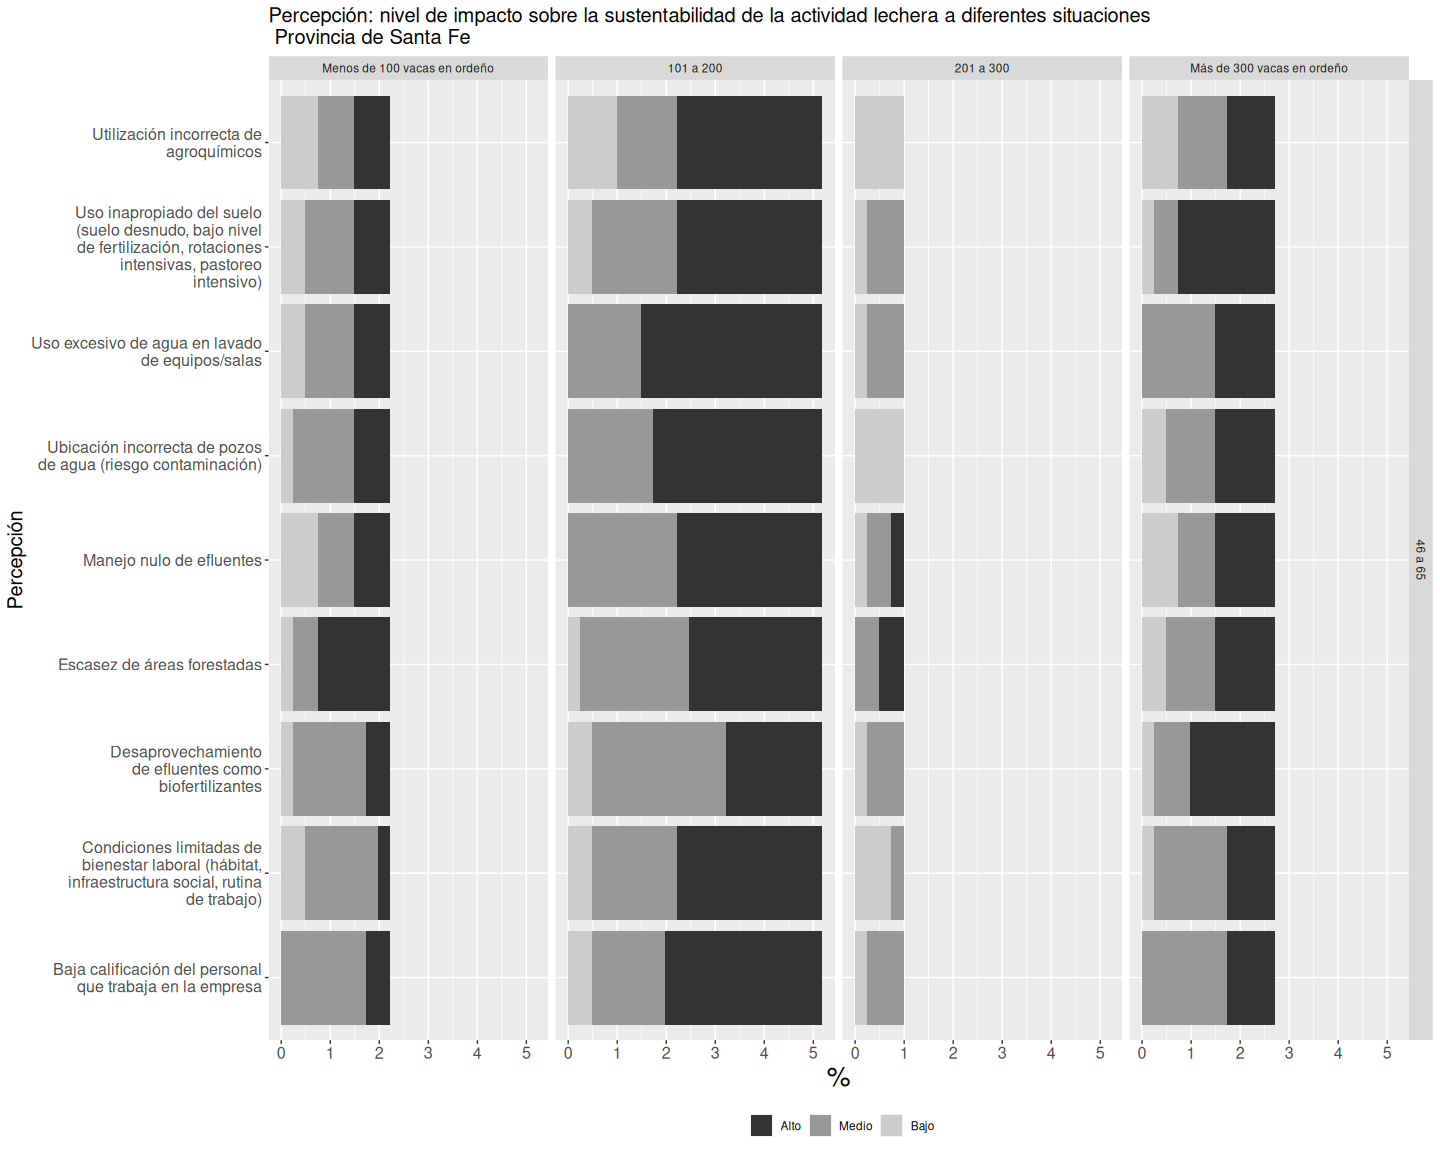 Percepción: nivel de impacto sobre la sustentabilidad de la actividad lechera a diferentes situaciones
Provincia de Santa Fe
Menos de 100 vacas en ordeño
101 a 200
201 a 300
Más de 300 vacas en ordeño
Utilización incorrecta de
agroquímicos
Uso inapropiado del suelo
(suelo desnudo, bajo nivel
de fertilización, rotaciones
intensivas, pastoreo
intensivo)
Uso excesivo de agua en lavado
de equipos/salas
Ubicación incorrecta de pozos
de agua (riesgo contaminación)
Manejo nulo de efluentes
Escasez de áreas forestadas
Desaprovechamiento
de efluentes como
biofertilizantes
Condiciones limitadas de
bienestar laboral (hábitat,
infraestructura social, rutina
de trabajo)
Baja calificación del personal
que trabaja en la empresa
Percepción
46 a 65
0 1 2 3 4 5
0 1 2 3 4 5
0 1 2 3 4 5
0 1 2 3 4 5
%
Alto Medio Bajo